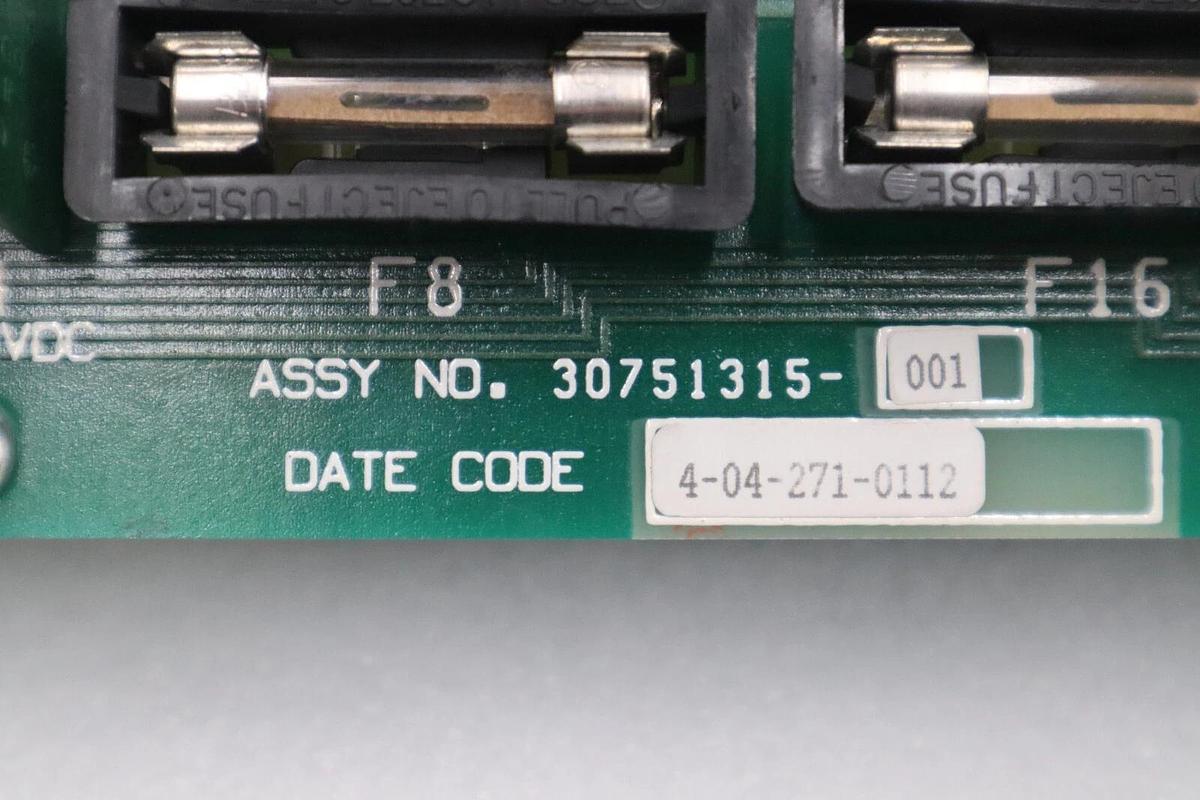 PULL TO EJECT FUSE
EJECT FUSE
F8
F16
VDC
ASSY NO. 30751315-
001
DATE CODE
4-04-271-0112